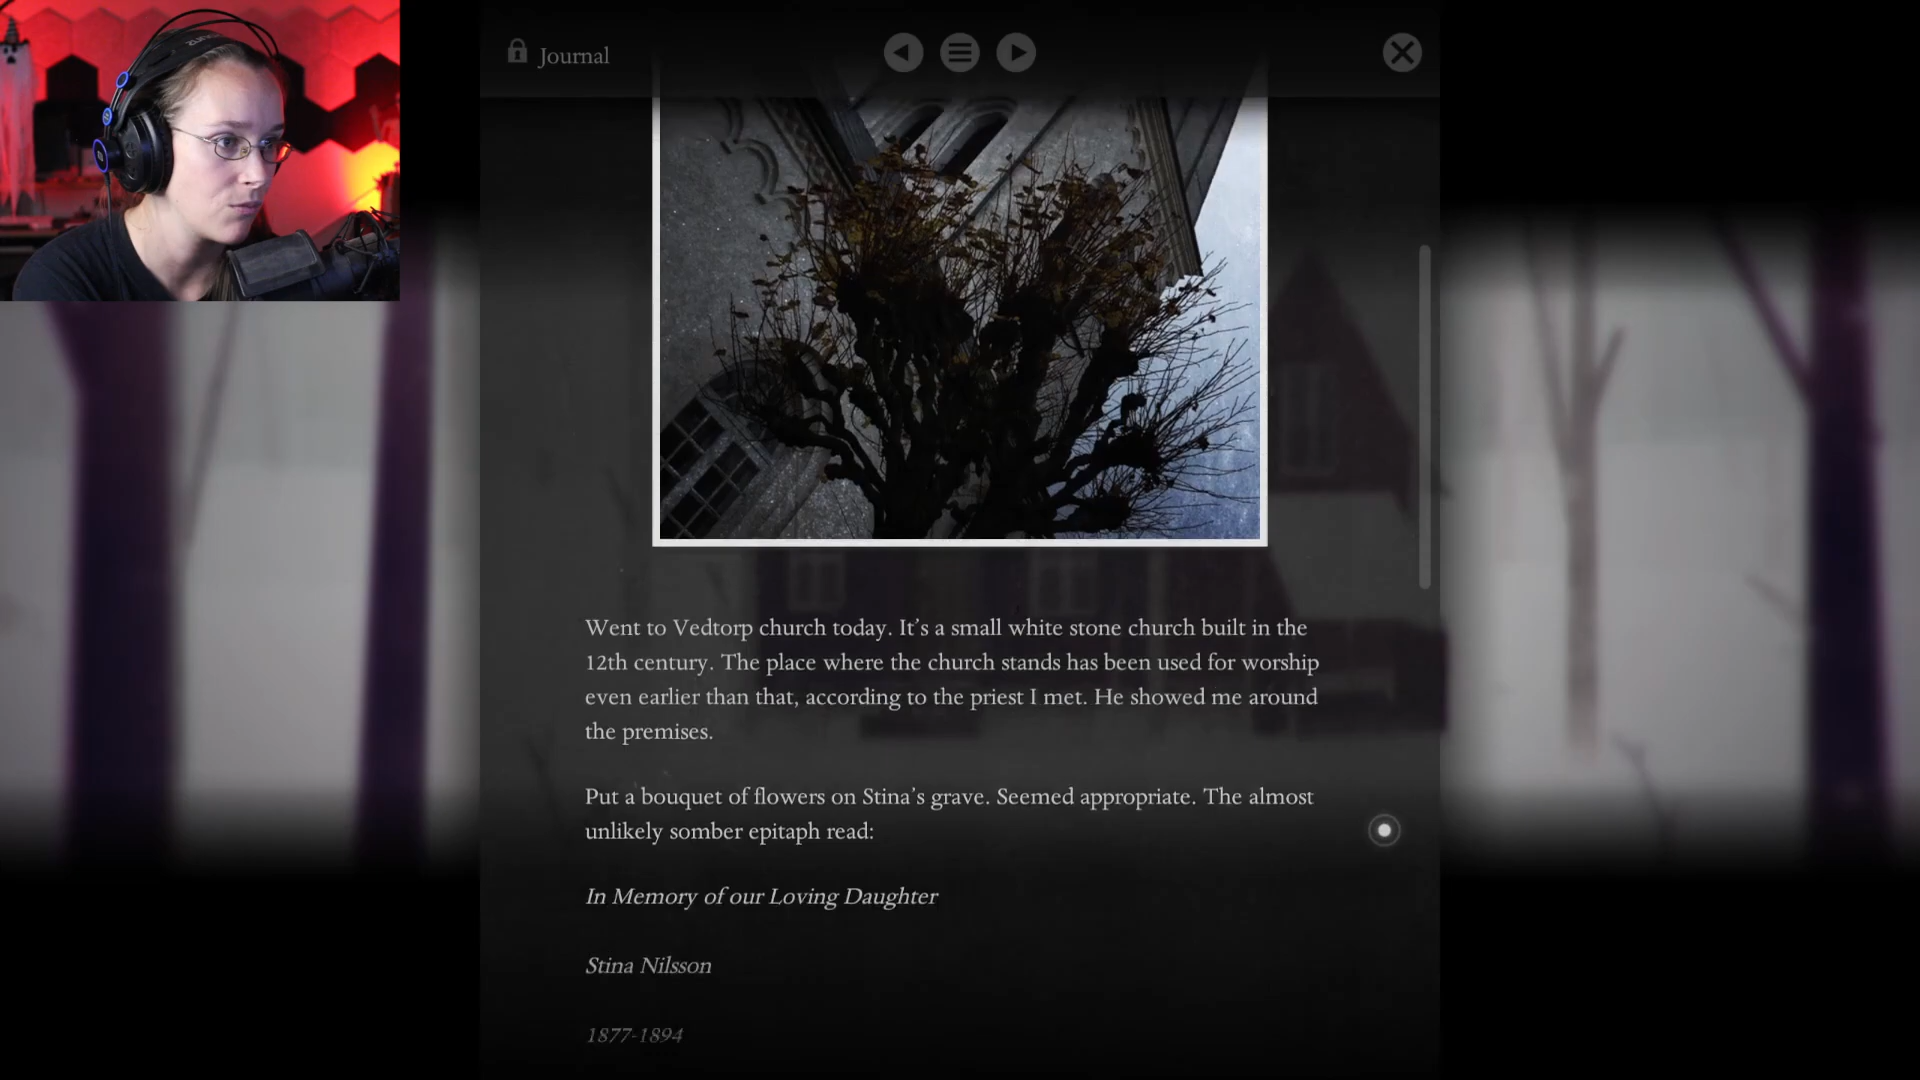 Journal
Went to Vedtorp church today. It's a small white stone church built in the
12th century. The place where the church stands has been used for worship
even earlier than that, according to the priest I met. He showed me around
the premises.
Put a bouquet of flowers on Stina's grave. Seemed appropriate. The almost
unlikely somber epitaph read:
In Memory of our Loving Daughter
Stina Nilsson
1877-1894